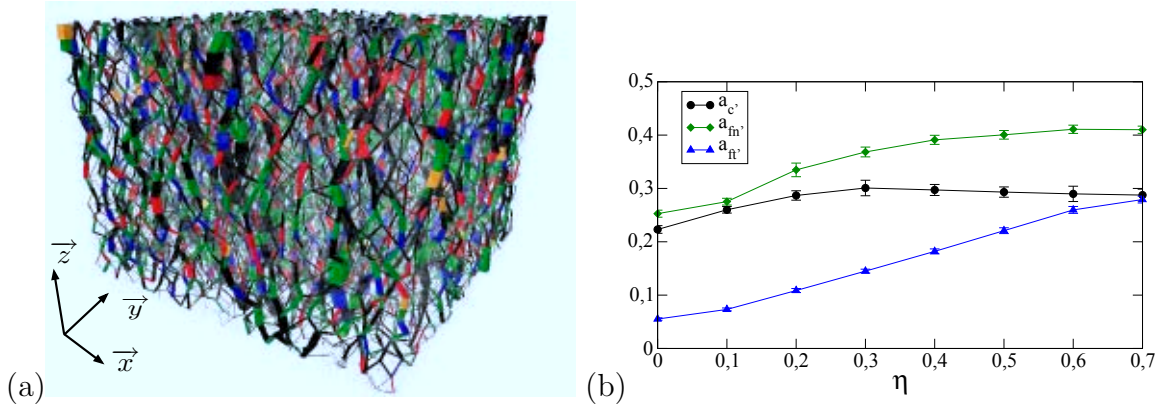 (a)
z
y
x
(b)
0,5
0,4
0,3
0,2
0,1
0
a_c'
a_fn'
a_ft'
0 0,1 0,2 0,3 0,4 0,5 0,6 0,7
η